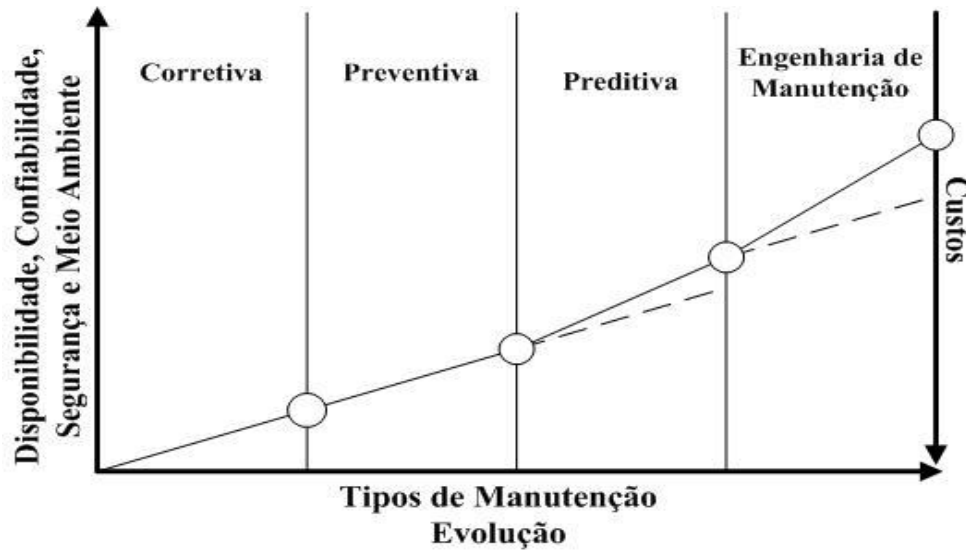 Disponibilidade, Confiabilidade,
Segurança e Meio Ambiente
Corretiva
Preventiva
Preditiva
Engenharia de
Manutenção
Custos
Tipos de Manutenção
Evolução